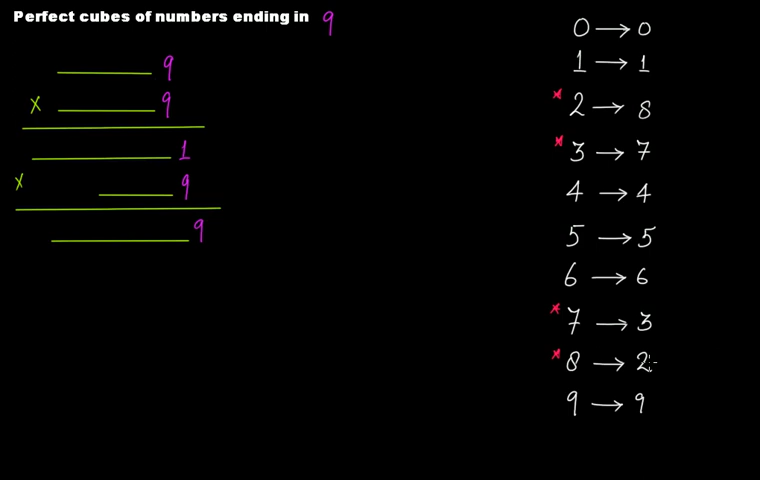 Perfect cubes of numbers ending in 9
9
x 9
1
x 9
9
0 → 0
1 → 1
* 2 → 8
* 3 → 7
4 → 4
5 → 5
6 → 6
* 7 → 3
* 8 → 2
9 → 9